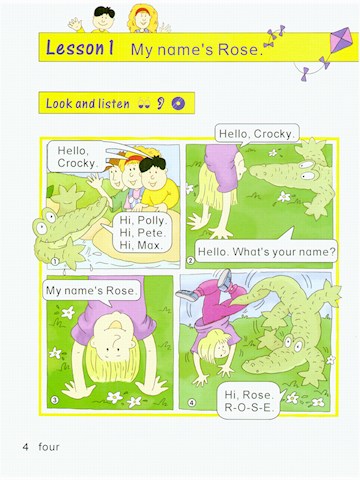 Lesson 1 My name's Rose.
Look and listen
Hello,
Crocky.
Hi, Polly.
Hi, Pete.
Hi, Max.
1
Hello, Crocky.
Hello. What's your name?
2
My name's Rose.
3
Hi, Rose.
R-O-S-E.
4
4 four